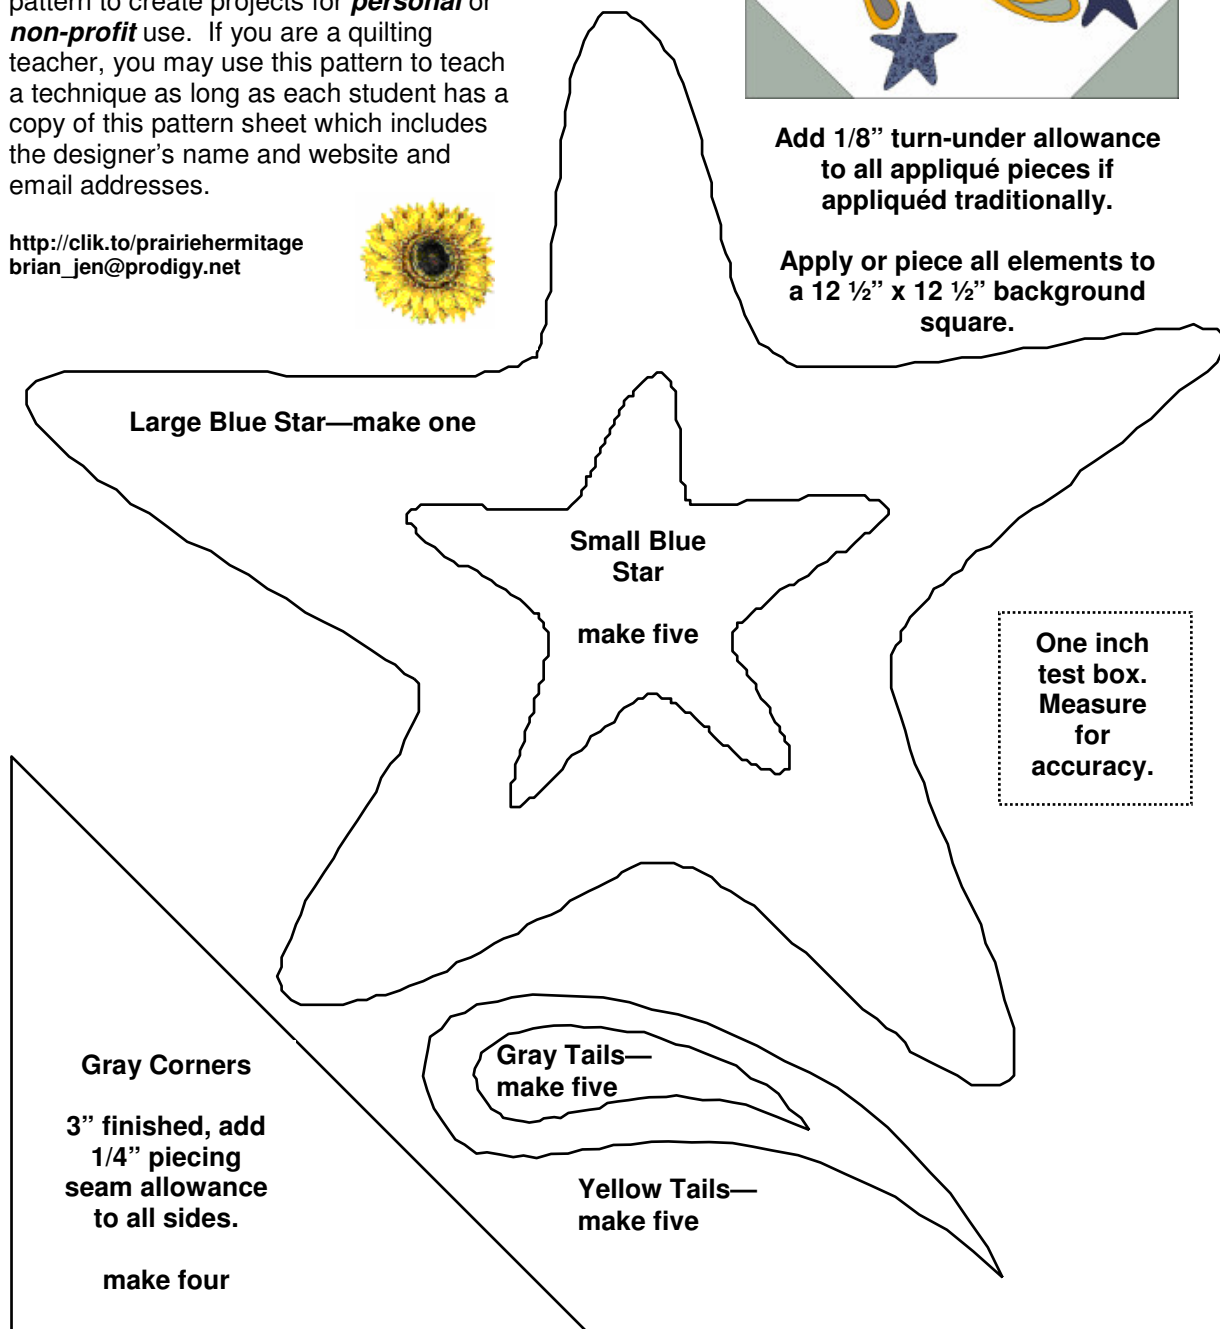 pattern to create projects for personal or
non-profit use.  If you are a quilting
teacher, you may use this pattern to teach
a technique as long as each student has a
copy of this pattern sheet which includes
the designer’s name and website and
email addresses.
http://clik.to/prairiehermitage
brian_jen@prodigy.net
Add 1/8” turn-under allowance
to all appliqué pieces if
appliquéd traditionally.
Apply or piece all elements to
a 12 ½” x 12 ½” background
square.
Large Blue Star—make one
Small Blue
Star
make five
One inch
test box.
Measure
for
accuracy.
Gray Corners
3” finished, add
1/4” piecing
seam allowance
to all sides.
make four
Gray Tails—
make five
Yellow Tails—
make five